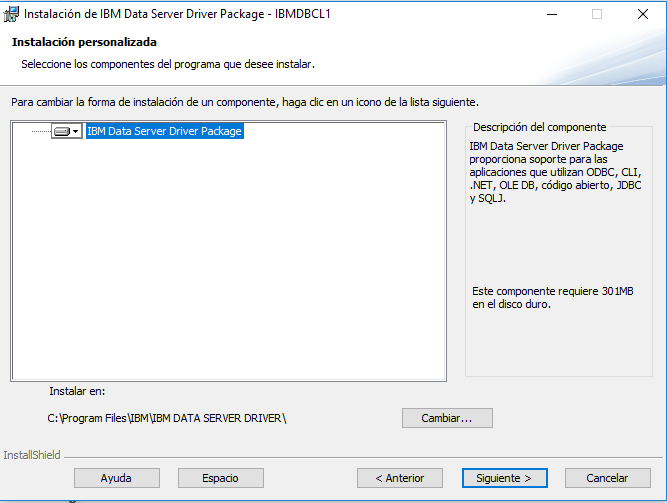 Instalación de IBM Data Server Driver Package - IBMDBCL1
Instalación personalizada
Seleccione los componentes del programa que desee instalar.
Para cambiar la forma de instalación de un componente, haga clic en un icono de la lista siguiente.
IBM Data Server Driver Package
Descripción del componente
IBM Data Server Driver Package
proporciona soporte para las
aplicaciones que utilizan ODBC, CLI,
.NET, OLE DB, código abierto, JDBC
y SQLJ.
Este componente requiere 301MB
en el disco duro.
Instalar en:
C:\Program Files\IBM\IBM DATA SERVER DRIVER\
Cambiar...
InstallShield
Ayuda
Espacio
< Anterior
Siguiente >
Cancelar